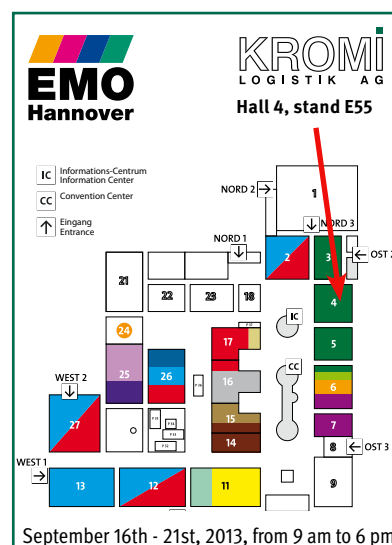 EMO
Hannover
KROMI
LOGISTIK AG
Hall 4, stand E55
IC Informations-Centrum
Information Center
CC Convention Center
Eingang
Entrance
NORD 2
1
NORD 3
NORD 1
2
3
OST 2
21
22
23
18
4
IC
24
17
5
25
26
16
CC
6
WEST 2
15
7
27
14
8
OST 3
WEST 1
13
12
11
9
September 16th - 21st, 2013, from 9 am to 6 pm